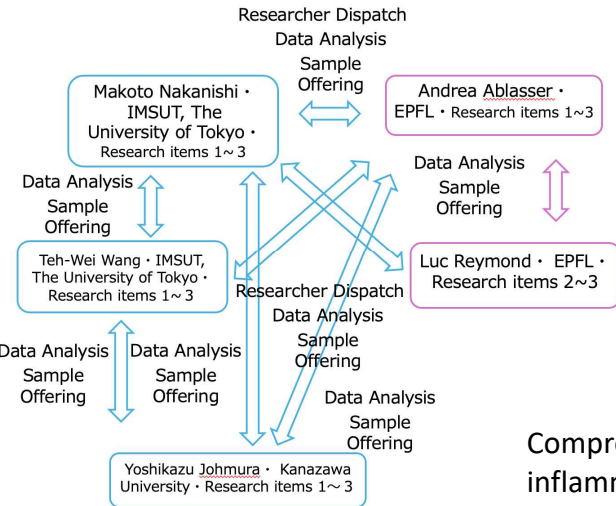 Researcher Dispatch
Data Analysis
Sample
Offering
Makoto Nakanishi・
IMSUT, The
University of Tokyo・
Research items 1~ 3
Andrea Ablasser・
EPFL・Research items 1~3
Data Analysis
Sample
Offering
Data Analysis
Sample
Offering
Teh-Wei Wang・IMSUT,
The University of Tokyo・
Research items 1~ 3
Luc Reymond・ EPFL・
Research items 2~3
Researcher Dispatch
Data Analysis
Sample
Offering
Data Analysis
Sample
Offering
Data Analysis
Sample
Offering
Data Analysis
Sample
Offering
Yoshikazu Johmura・ Kanazawa
University・Research items 1～ 3
Compre
inflamm